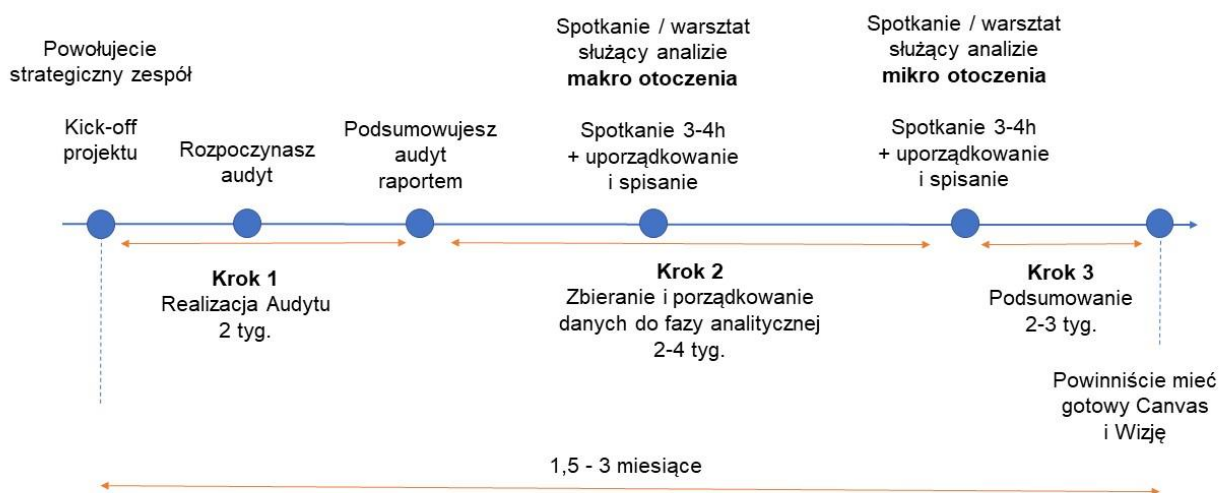 Powołujecie
strategiczny zespół
Kick-off
projektu
Rozpoczynasz
audyt
Podsumowujesz
audyt
raportem
Spotkanie / warsztat
służący analizie
makro otoczenia
Spotkanie 3-4h
+ uporządkowanie
i spisanie
Spotkanie / warsztat
służący analizie
mikro otoczenia
Spotkanie 3-4h
+ uporządkowanie
i spisanie
Krok 1
Realizacja Audytu
2 tyg.
Krok 2
Zbieranie i porządkowanie
danych do fazy analitycznej
2-4 tyg.
Krok 3
Podsumowanie
2-3 tyg.
Powinniście mieć
gotowy Canvas
i Wizję
1,5 - 3 miesiące